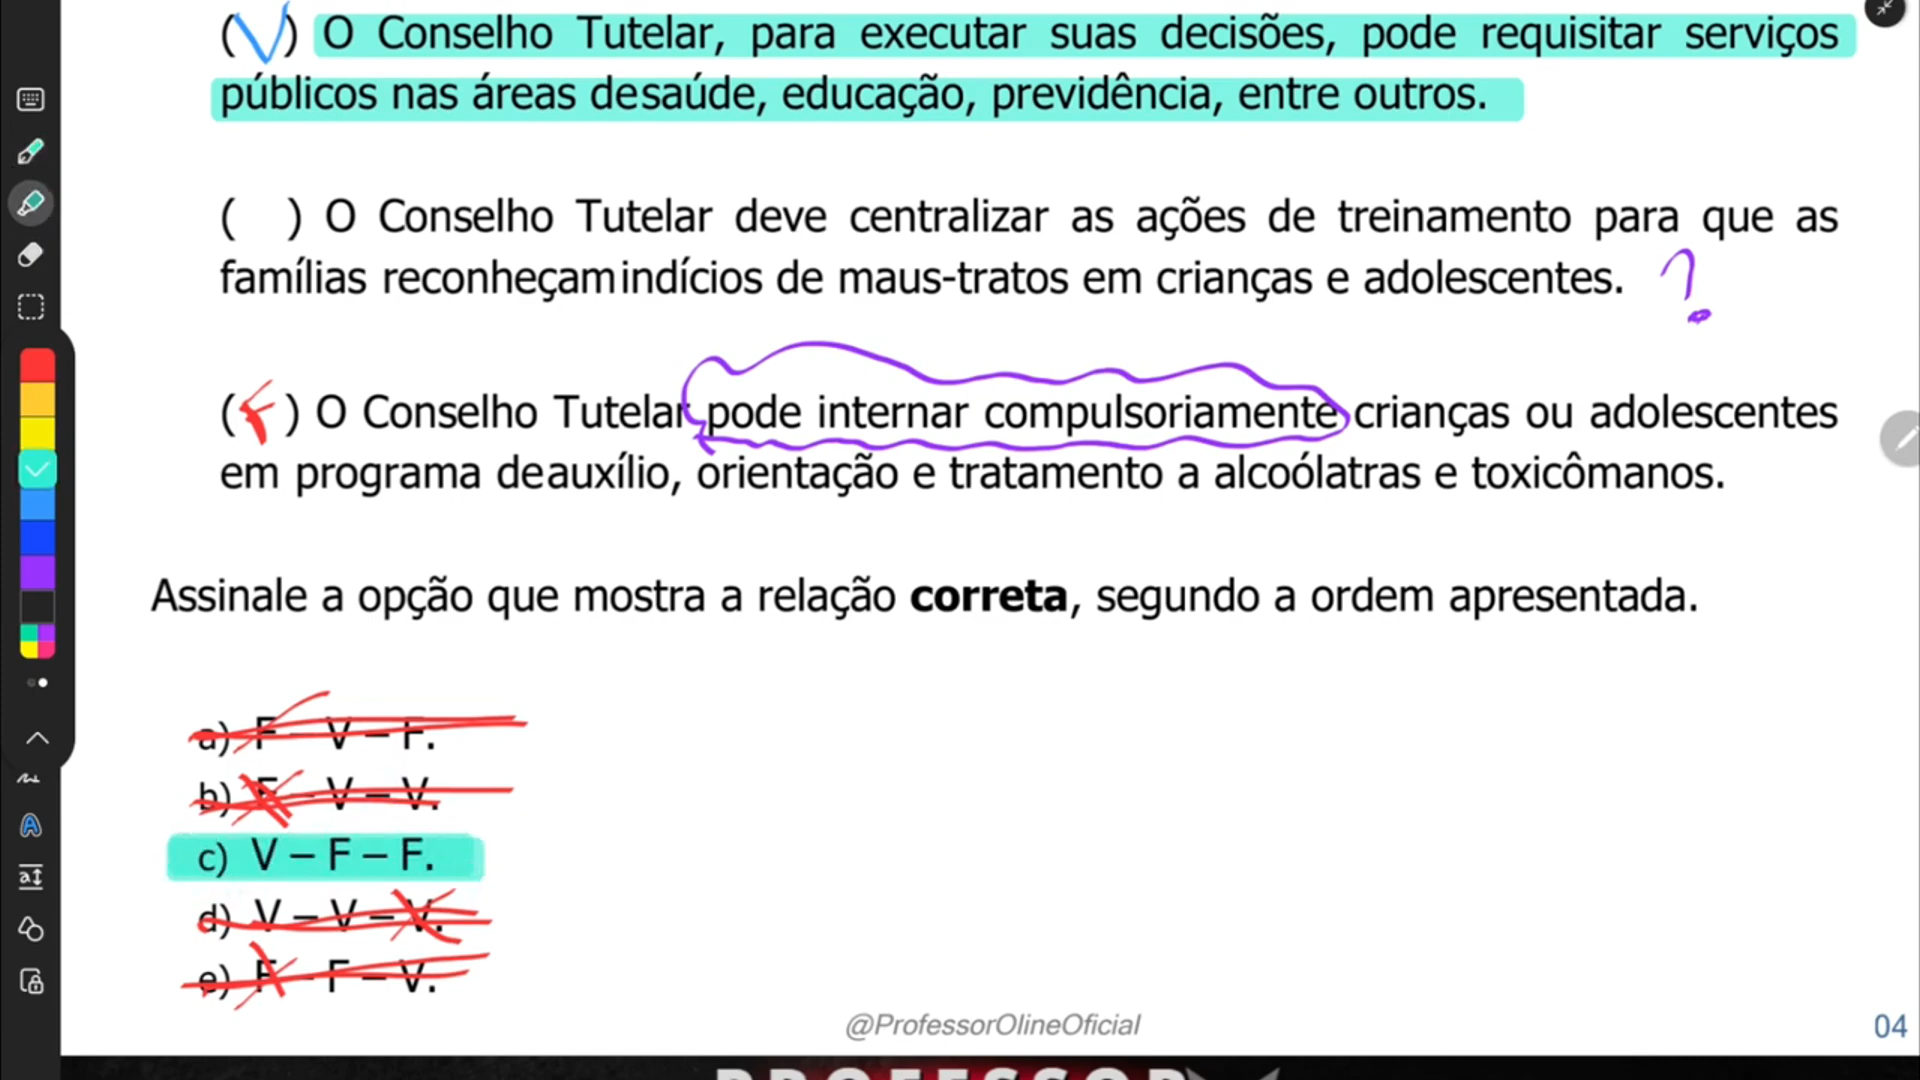 (V) O Conselho Tutelar, para executar suas decisões, pode requisitar serviços
públicos nas áreas desaúde, educação, previdência, entre outros.
( ) O Conselho Tutelar deve centralizar as ações de treinamento para que as
famílias reconheçamindícios de maus-tratos em crianças e adolescentes. ?
(F) O Conselho Tutelar pode internar compulsoriamente crianças ou adolescentes
em programa deauxílio, orientação e tratamento a alcoólatras e toxicômanos.
Assinale a opção que mostra a relação correta, segundo a ordem apresentada.
a) F – V – F.
b) F – V – V.
c) V – F – F.
d) V – V – V.
e) F – F – V.
@ProfessorOlineOficial
04
PROFESSOR